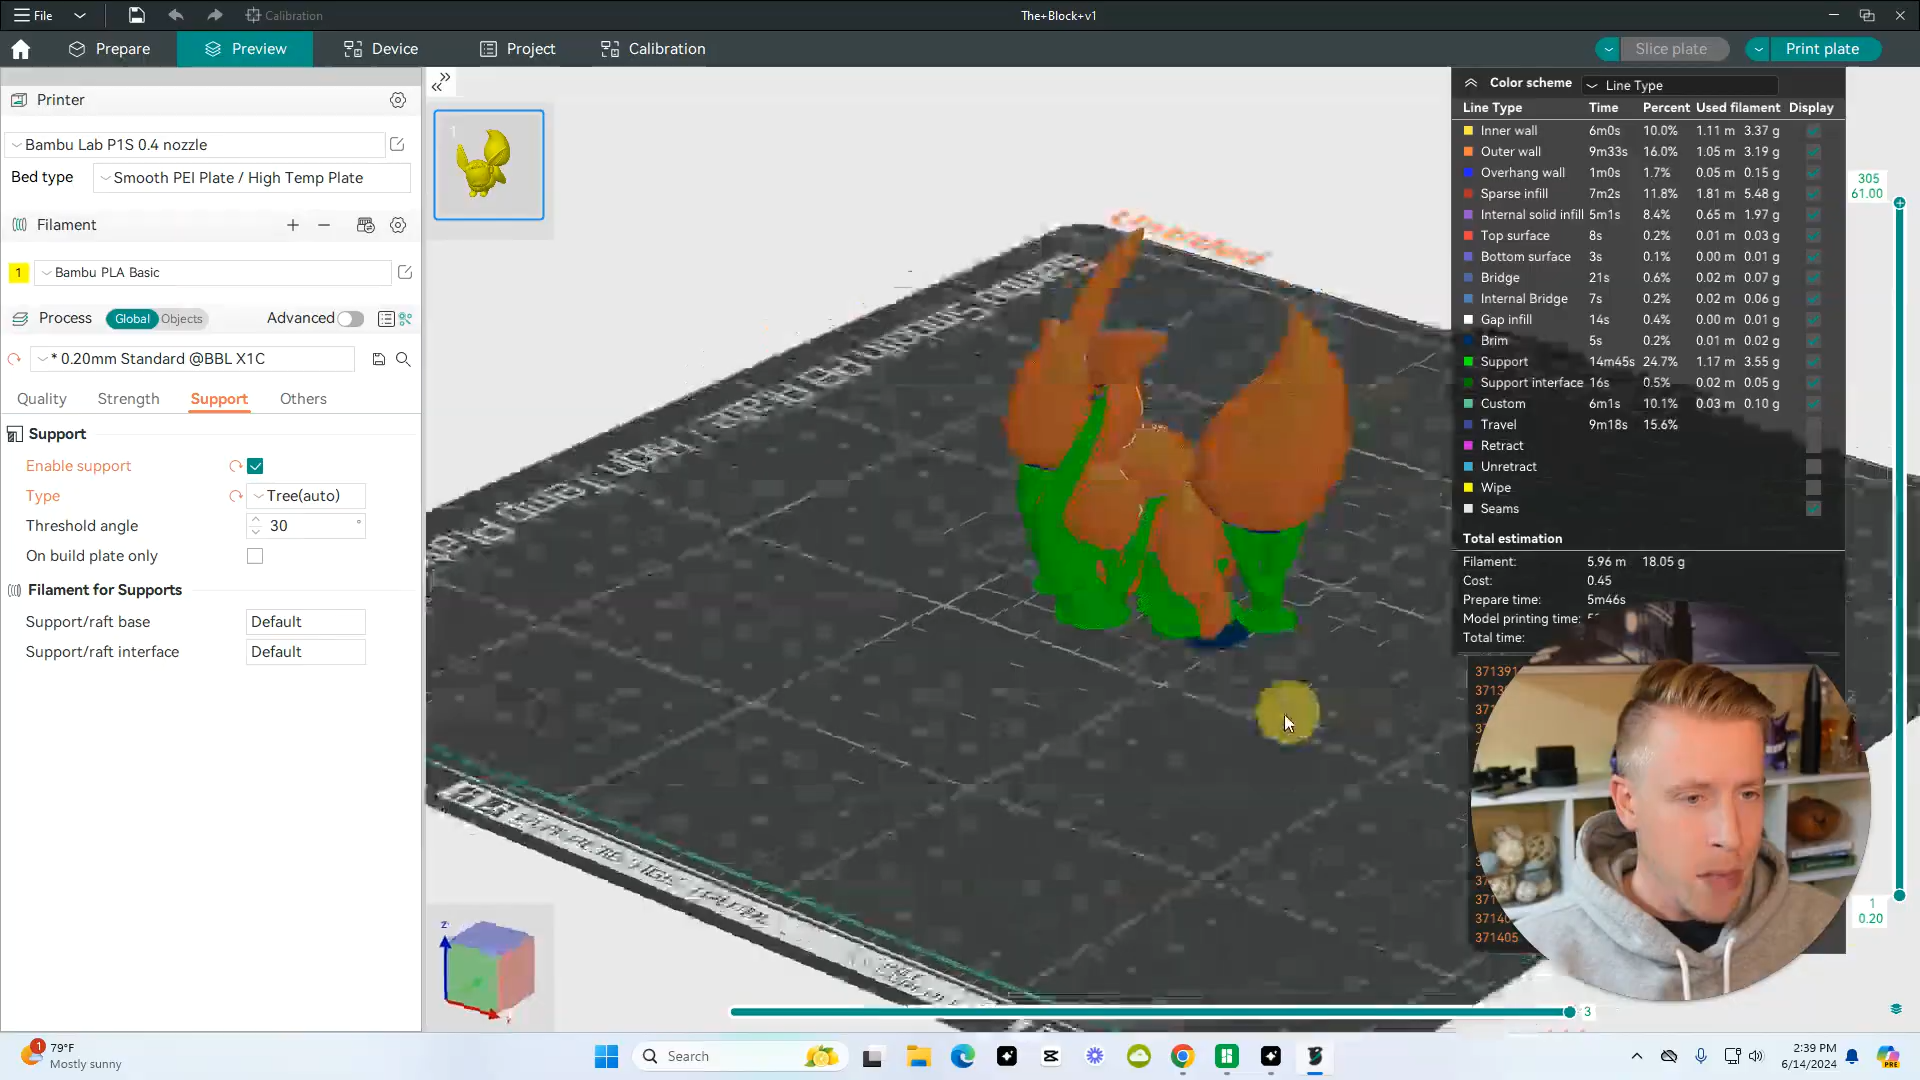 File
Calibration
The+Block+v1
Prepare
Preview
Device
Project
Calibration
Slice plate
Print plate
Printer
Bambu Lab P1S 0.4 nozzle
Bed type
Smooth PEI Plate / High Temp Plate
Filament
1
Bambu PLA Basic
Process
Global
Objects
Advanced
* 0.20mm Standard @BBL X1C
Quality
Strength
Support
Others
Support
Enable support
Type
Tree(auto)
Threshold angle
30 °
On build plate only
Filament for Supports
Support/raft base
Default
Support/raft interface
Default
1
Color scheme
Line Type
Line Type Time Percent Used filament Display
Inner wall 6m0s 10.0% 1.11 m 3.37 g
Outer wall 9m33s 16.0% 1.05 m 3.19 g
Overhang wall 1m0s 1.7% 0.05 m 0.15 g
Sparse infill 7m2s 11.8% 1.81 m 5.48 g
Internal solid infill 5m1s 8.4% 0.65 m 1.97 g
Top surface 8s 0.2% 0.01 m 0.03 g
Bottom surface 3s 0.1% 0.00 m 0.01 g
Bridge 21s 0.6% 0.02 m 0.07 g
Internal Bridge 7s 0.2% 0.02 m 0.06 g
Gap infill 14s 0.4% 0.00 m 0.01 g
Brim 5s 0.2% 0.01 m 0.02 g
Support 14m45s 24.7% 1.17 m 3.55 g
Support interface 16s 0.5% 0.02 m 0.05 g
Custom 6m1s 10.1% 0.03 m 0.10 g
Travel 9m18s 15.6%
Retract
Unretract
Wipe
Seams
Total estimation
Filament: 5.96 m 18.05 g
Cost: 0.45
Prepare time: 5m46s
Model printing time:
Total time:
371391
371405
305
61.00
1
0.20
3
z
79°F
Mostly sunny
Search
2:39 PM
6/14/2024